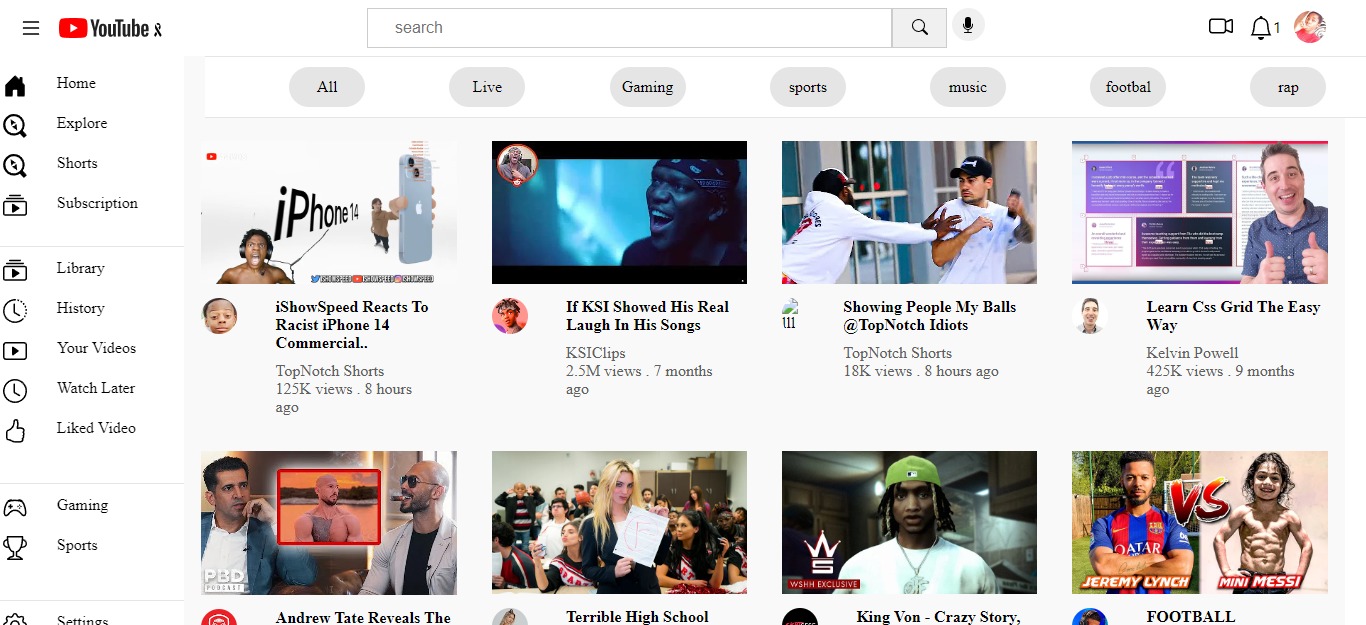 YouTube
search
1
Home
Explore
Shorts
Subscription
Library
History
Your Videos
Watch Later
Liked Video
Gaming
Sports
Settings
All
Live
Gaming
sports
music
footbal
rap
iPhone 14
ISHOWSPEED ISHOWSPEED ISHOWSPEED
iShowSpeed Reacts To
Racist iPhone 14
Commercial..
TopNotch Shorts
125K views . 8 hours
ago
If KSI Showed His Real
Laugh In His Songs
KSIClips
2.5M views . 7 months
ago
Showing People My Balls
@TopNotch Idiots
TopNotch Shorts
18K views . 8 hours ago
Learn Css Grid The Easy
Way
Kelvin Powell
425K views . 9 months
ago
PBD
PODCAST
Andrew Tate Reveals The
Terrible High School
WSHH EXCLUSIVE
King Von - Crazy Story,
QATAR
VS
JEREMY LYNCH
MINI MESSI
FOOTBALL